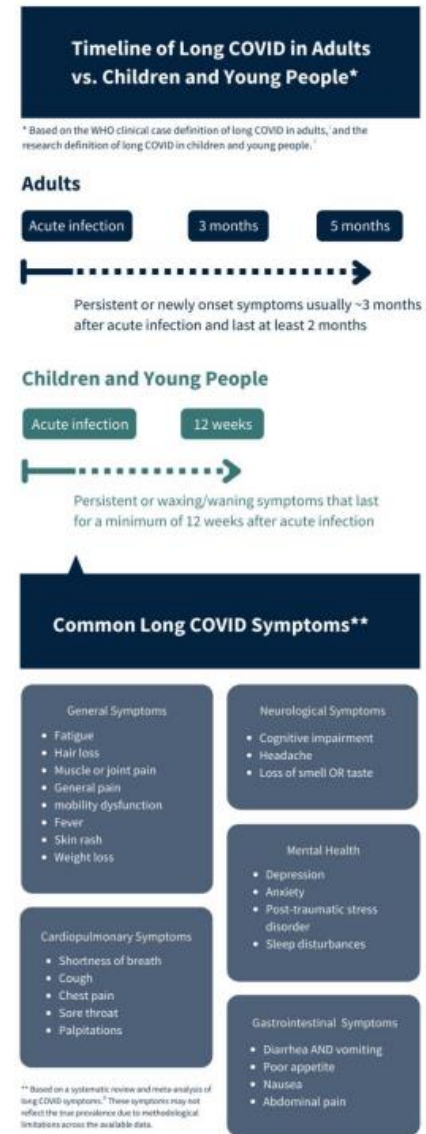 Timeline of Long COVID in Adults
vs. Children and Young People*
* Based on the WHO clinical case definition of long COVID in adults, and the
research definition of long COVID in children and young people.
Adults
Acute infection
3 months
5 months
Persistent or newly onset symptoms usually ~3 months
after acute infection and last at least 2 months
Children and Young People
Acute infection
12 weeks
Persistent or waxing/waning symptoms that last
for a minimum of 12 weeks after acute infection
Common Long COVID Symptoms**
General Symptoms
• Fatigue
• Hair loss
• Muscle or joint pain
• General pain
• mobility dysfunction
• Fever
• Skin rash
• Weight loss
Cardiopulmonary Symptoms
• Shortness of breath
• Cough
• Chest pain
• Sore throat
• Palpitations
** Based on a systematic review and meta-analysis of
long COVID symptoms. These symptoms may not
reflect the true prevalence due to methodological
limitations across the available data.
Neurological Symptoms
• Cognitive impairment
• Headache
• Loss of smell OR taste
Mental Health
• Depression
• Anxiety
• Post-traumatic stress
disorder
• Sleep disturbances
Gastrointestinal Symptoms
• Diarrhea AND vomiting
• Poor appetite
• Nausea
• Abdominal pain